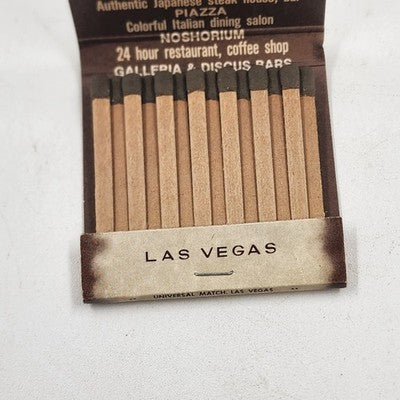 Authentic Japanese steak house, bar
PIAZZA
Colorful Italian dining salon
NOSHORIUM
24 hour restaurant, coffee shop
GALLERIA & DISCUS BARS
LAS VEGAS
UNIVERSAL MATCH, LAS VEGAS